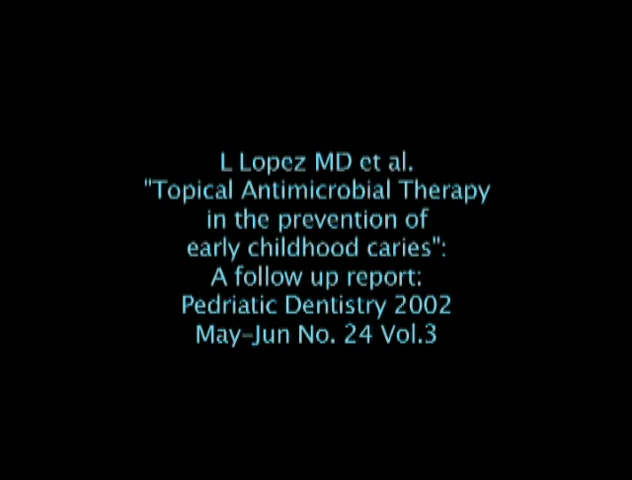 L Lopez MD et al.
"Topical Antimicrobial Therapy
in the prevention of
early childhood caries":
A follow up report:
Pedriatic Dentistry 2002
May-Jun No. 24 Vol.3